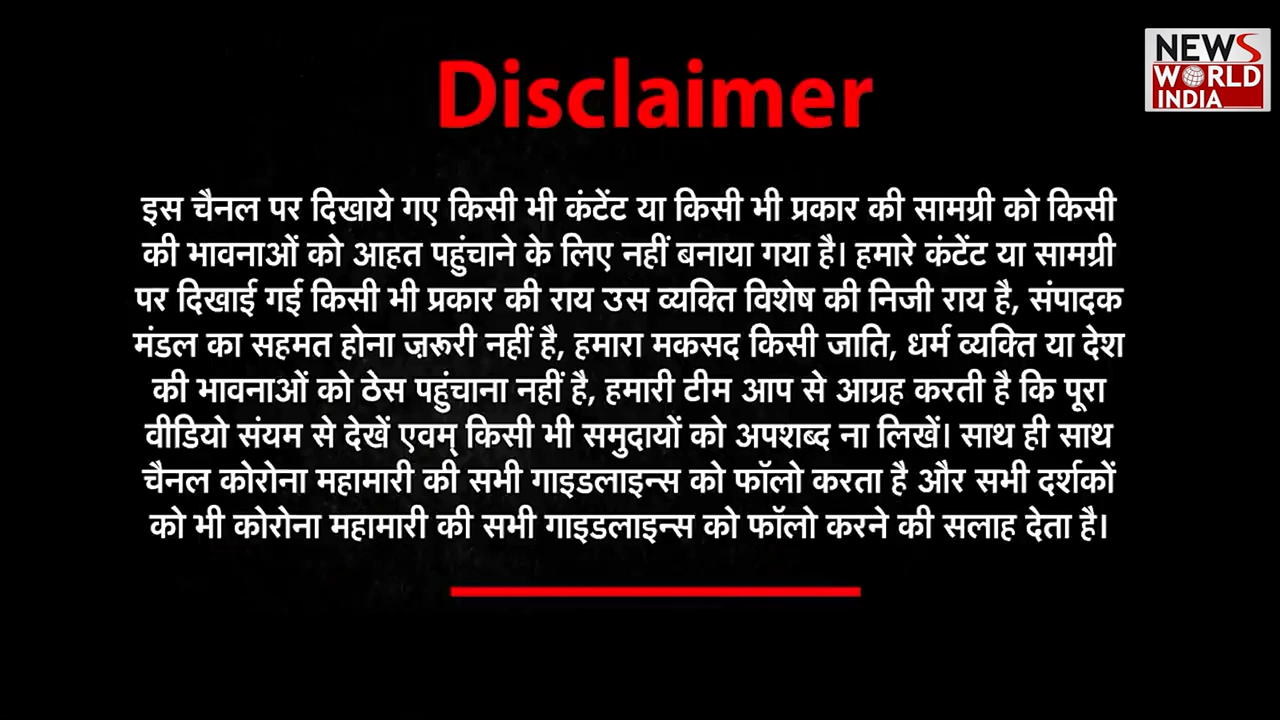 NEWS
WORLD
INDIA
Disclaimer
इस चैनल पर दिखाये गए किसी भी कंटेंट या किसी भी प्रकार की सामग्री को किसी
की भावनाओं को आहत पहुंचाने के लिए नहीं बनाया गया है। हमारे कंटेंट या सामग्री
पर दिखाई गई किसी भी प्रकार की राय उस व्यक्ति विशेष की निजी राय है, संपादक
मंडल का सहमत होना ज़रूरी नहीं है, हमारा मकसद किसी जाति, धर्म व्यक्ति या देश
की भावनाओं को ठेस पहुंचाना नहीं है, हमारी टीम आप से आग्रह करती है कि पूरा
वीडियो संयम से देखें एवम् किसी भी समुदायों को अपशब्द ना लिखें। साथ ही साथ
चैनल कोरोना महामारी की सभी गाइडलाइन्स को फॉलो करता है और सभी दर्शकों
को भी कोरोना महामारी की सभी गाइडलाइन्स को फॉलो करने की सलाह देता है।